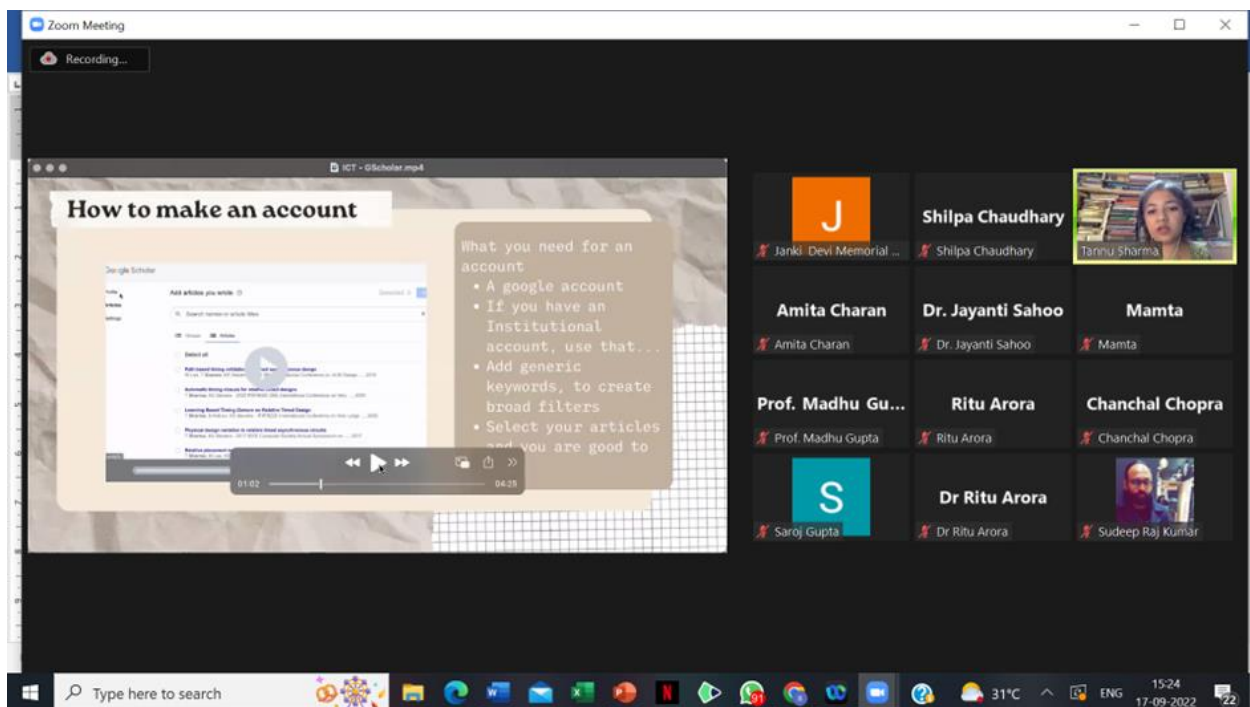 Zoom Meeting
Recording...
ICT - GScholar.mp4
How to make an account
What you need for an
account
• A google account
• If you have an
Institutional
account, use that...
• Add generic
keywords, to create
broad filters
• Select your articles
and you are good to
Google Scholar
Add articles you wrote
Select all
01:02
04:25
J
Janki Devi Memorial ...
Shilpa Chaudhary
Shilpa Chaudhary
Tannu Sharma
Amita Charan
Amita Charan
Dr. Jayanti Sahoo
Dr. Jayanti Sahoo
Mamta
Mamta
Prof. Madhu Gu...
Prof. Madhu Gupta
Ritu Arora
Ritu Arora
Chanchal Chopra
Chanchal Chopra
S
Saroj Gupta
Dr Ritu Arora
Dr Ritu Arora
Sudeep Raj Kumar
Type here to search
91
31°C
ENG
15:24
17-09-2022
22